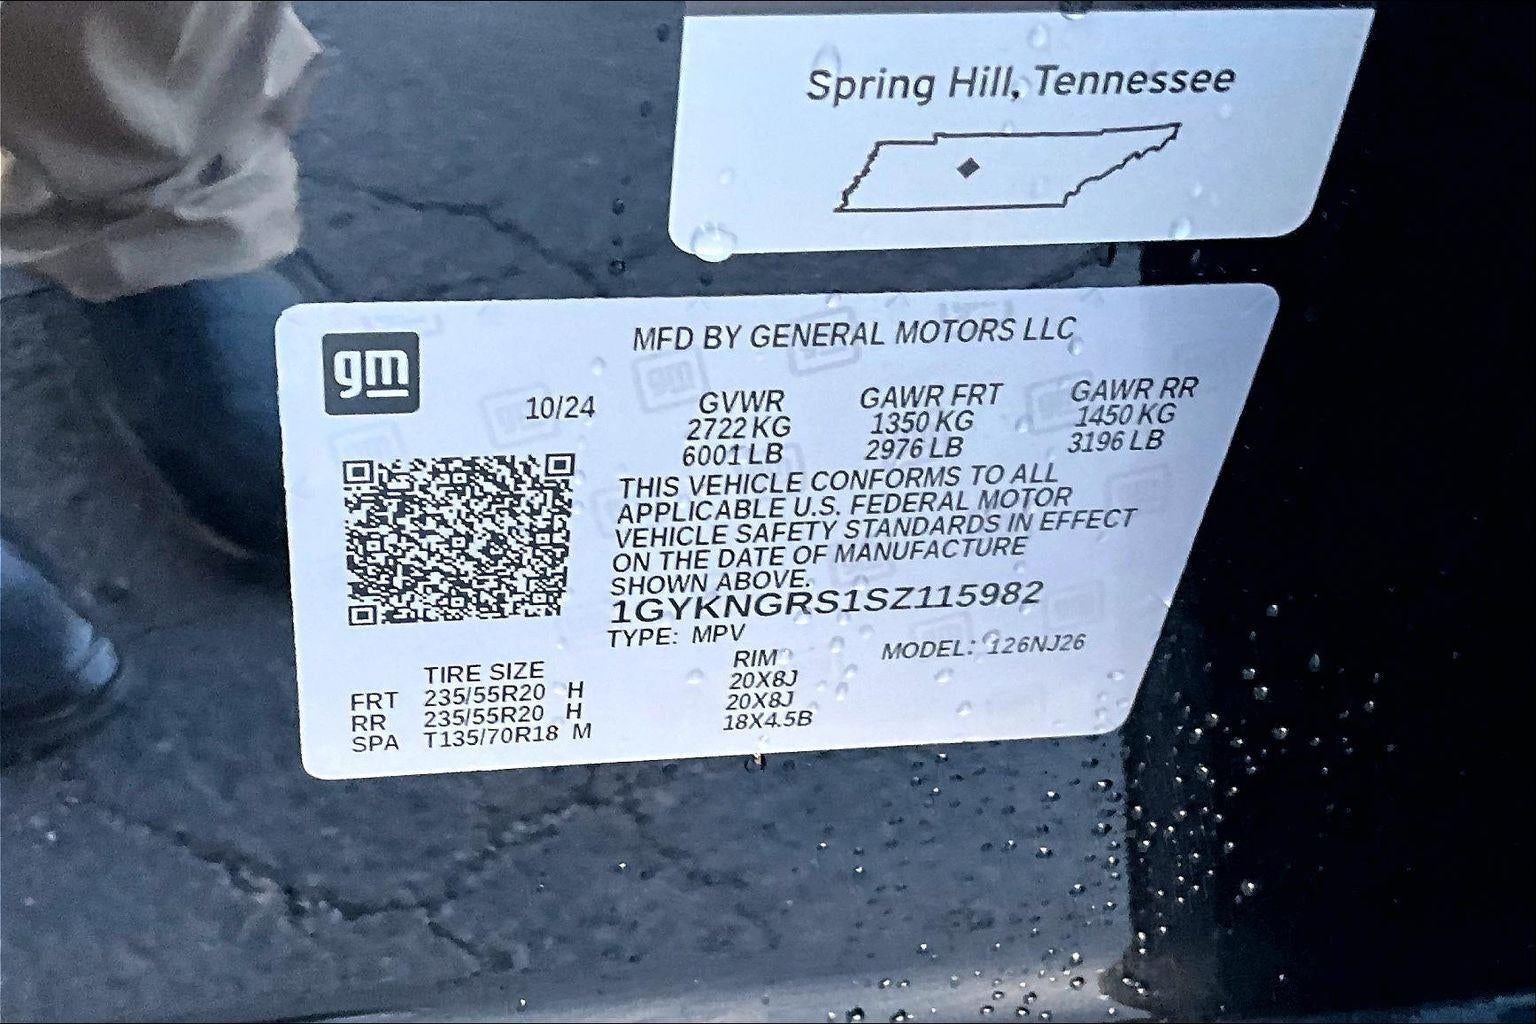 Spring Hill, Tennessee
gm
MFD BY GENERAL MOTORS LLC
10/24
GVWR GAWR FRT GAWR RR
2722 KG 1350 KG 1450 KG
6001 LB 2976 LB 3196 LB
THIS VEHICLE CONFORMS TO ALL
APPLICABLE U.S. FEDERAL MOTOR
VEHICLE SAFETY STANDARDS IN EFFECT
ON THE DATE OF MANUFACTURE
SHOWN ABOVE.
1GYKNGRS1SZ115982
TYPE: MPV MODEL: 126NJ26
TIRE SIZE RIM
FRT 235/55R20 H 20X8J
RR 235/55R20 H 20X8J
SPA T135/70R18 M 18X4.5B